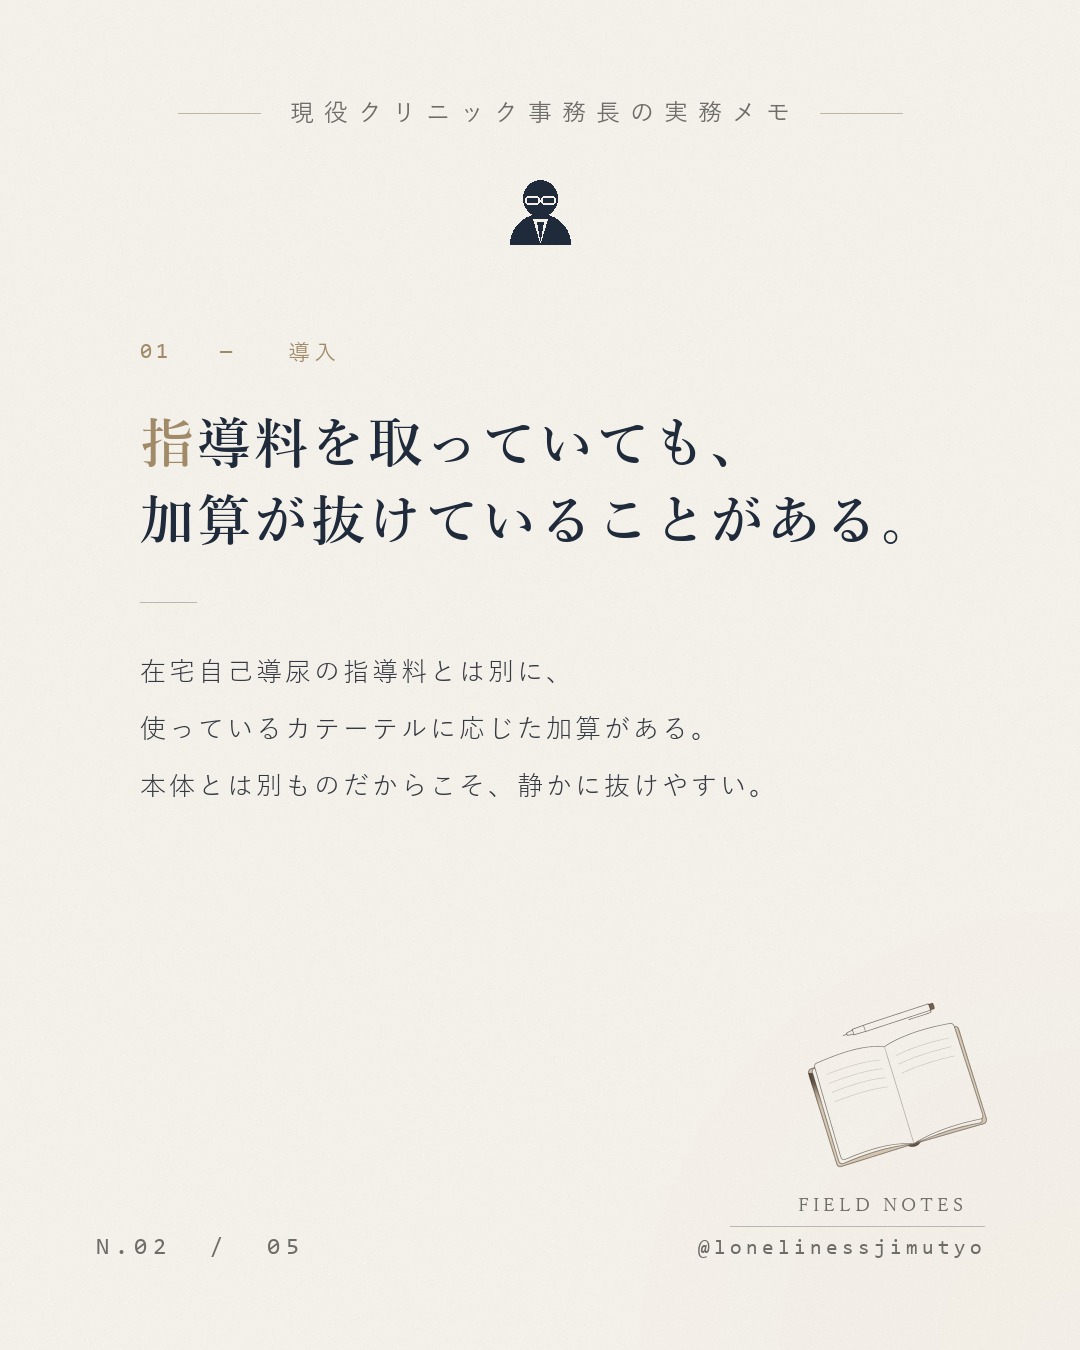 現役クリニック事務長の実務メモ
01 — 導入
指導料を取っていても、
加算が抜けていることがある。
在宅自己導尿の指導料とは別に、
使っているカテーテルに応じた加算がある。
本体とは別ものだからこそ、静かに抜けやすい。
FIELD NOTES
N.02 / 05
@lonelinessjimutyo